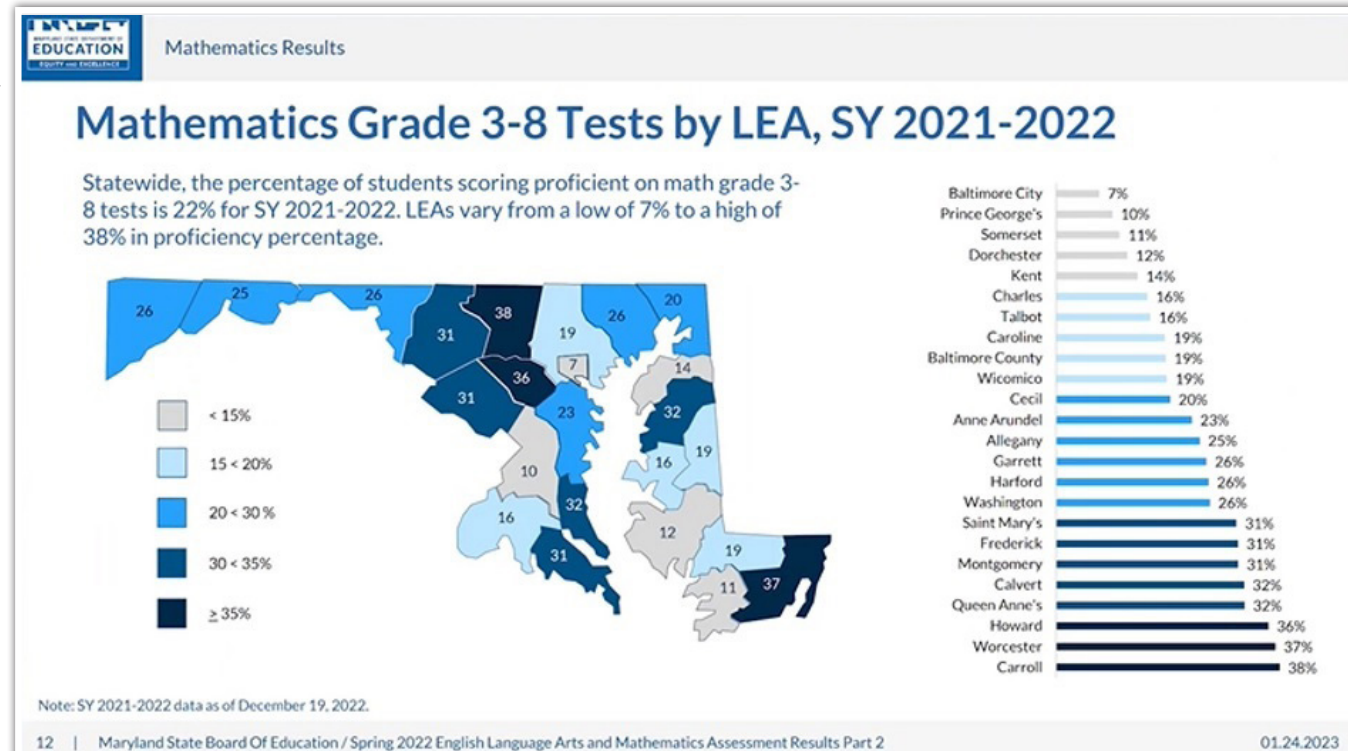 MARYLAND STATE DEPARTMENT OF
EDUCATION
EQUITY AND EXCELLENCE
Mathematics Results
Mathematics Grade 3-8 Tests by LEA, SY 2021-2022
Statewide, the percentage of students scoring proficient on math grade 3-
8 tests is 22% for SY 2021-2022. LEAs vary from a low of 7% to a high of
38% in proficiency percentage.
26
25
26
31
38
19
26
20
7
14
36
31
23
32
19
16
10
32
16
12
31
19
11
37
< 15%
15 < 20%
20 < 30 %
30 < 35%
≥ 35%
Baltimore City 7%
Prince George's 10%
Somerset 11%
Dorchester 12%
Kent 14%
Charles 16%
Talbot 16%
Caroline 19%
Baltimore County 19%
Wicomico 19%
Cecil 20%
Anne Arundel 23%
Allegany 25%
Garrett 26%
Harford 26%
Washington 26%
Saint Mary's 31%
Frederick 31%
Montgomery 31%
Calvert 32%
Queen Anne's 32%
Howard 36%
Worcester 37%
Carroll 38%
Note: SY 2021-2022 data as of December 19, 2022.
12 | Maryland State Board Of Education / Spring 2022 English Language Arts and Mathematics Assessment Results Part 2 01.24.2023